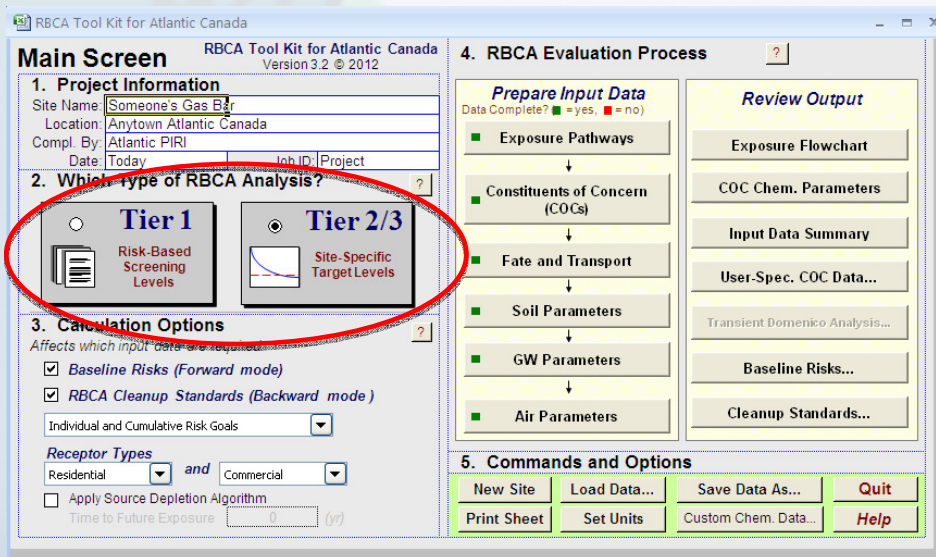 RBCA Tool Kit for Atlantic Canada
Main Screen
RBCA Tool Kit for Atlantic Canada
Version 3.2 © 2012
1. Project Information
Site Name: Someone's Gas Bar
Location: Anytown Atlantic Canada
Compl. By: Atlantic PIRI
Date: Today Job ID: Project
2. Which Type of RBCA Analysis? ?
Tier 1
Risk-Based
Screening
Levels
Tier 2/3
Site-Specific
Target Levels
3. Calculation Options ?
Affects which input data are required
Baseline Risks (Forward mode)
RBCA Cleanup Standards (Backward mode )
Individual and Cumulative Risk Goals
Receptor Types
Residential and Commercial
Apply Source Depletion Algorithm
Time to Future Exposure 0 (yr)
4. RBCA Evaluation Process ?
Prepare Input Data
Data Complete? ( = yes, = no)
Exposure Pathways
Constituents of Concern
(COCs)
Fate and Transport
Soil Parameters
GW Parameters
Air Parameters
Review Output
Exposure Flowchart
COC Chem. Parameters
Input Data Summary
User-Spec. COC Data...
Transient Domenico Analysis...
Baseline Risks...
Cleanup Standards...
5. Commands and Options
New Site Load Data... Save Data As... Quit
Print Sheet Set Units Custom Chem. Data... Help